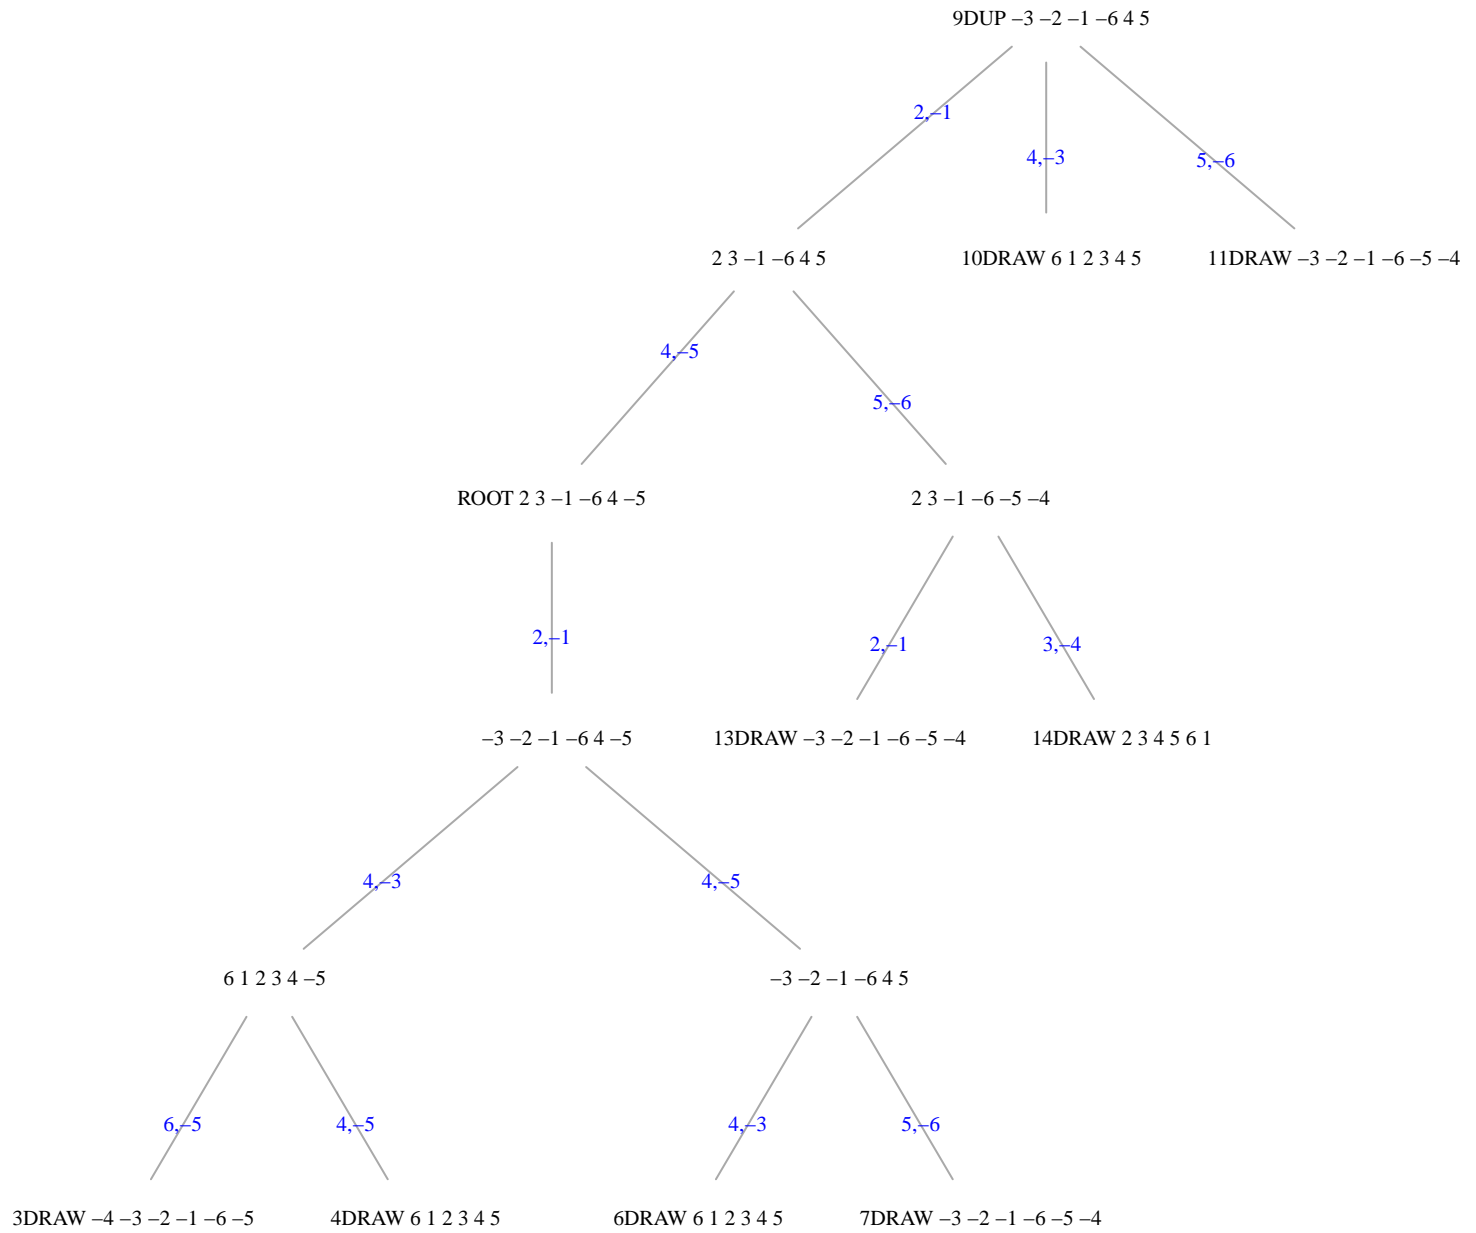 9DUP –3 –2 –1 –6 4 5
2,–1
4,–3
5,–6
2 3 –1 –6 4 5
10DRAW 6 1 2 3 4 5
11DRAW –3 –2 –1 –6 –5 –4
4,–5
5,–6
ROOT 2 3 –1 –6 4 –5
2 3 –1 –6 –5 –4
2,–1
2,–1
3,–4
–3 –2 –1 –6 4 –5
13DRAW –3 –2 –1 –6 –5 –4
14DRAW 2 3 4 5 6 1
4,–3
4,–5
6 1 2 3 4 –5
–3 –2 –1 –6 4 5
6,–5
4,–5
4,–3
5,–6
3DRAW –4 –3 –2 –1 –6 –5
4DRAW 6 1 2 3 4 5
6DRAW 6 1 2 3 4 5
7DRAW –3 –2 –1 –6 –5 –4